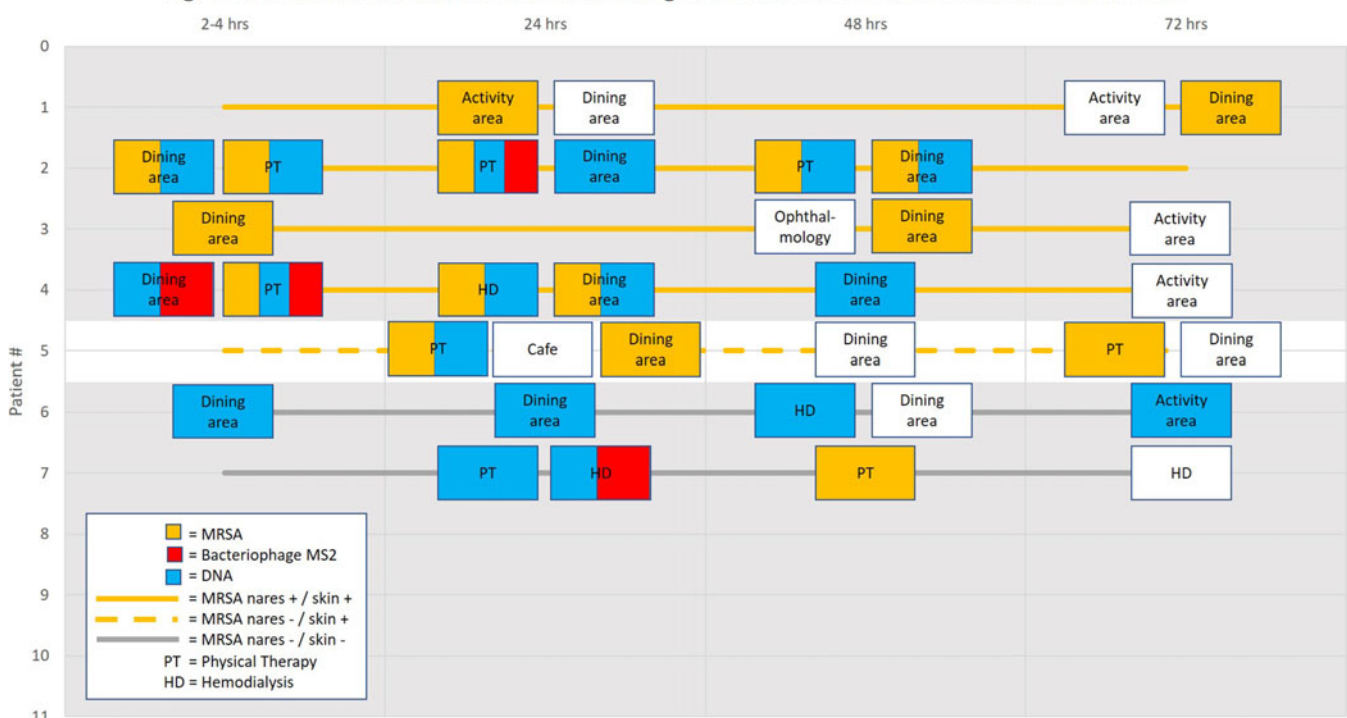 2-4 hrs 24 hrs 48 hrs 72 hrs
0
1
Activity
area
Dining
area
Activity
area
Dining
area
2
Dining
area
PT
PT
Dining
area
PT
Dining
area
3
Dining
area
Ophthal-
mology
Dining
area
Activity
area
4
Dining
area
PT
HD
Dining
area
Dining
area
Activity
area
5
PT
Cafe
Dining
area
Dining
area
PT
Dining
area
6
Dining
area
Dining
area
HD
Dining
area
Activity
area
7
PT
HD
PT
HD
8
9
10
11
Patient #
= MRSA
= Bacteriophage MS2
= DNA
= MRSA nares + / skin +
= MRSA nares - / skin +
= MRSA nares - / skin -
PT = Physical Therapy
HD = Hemodialysis